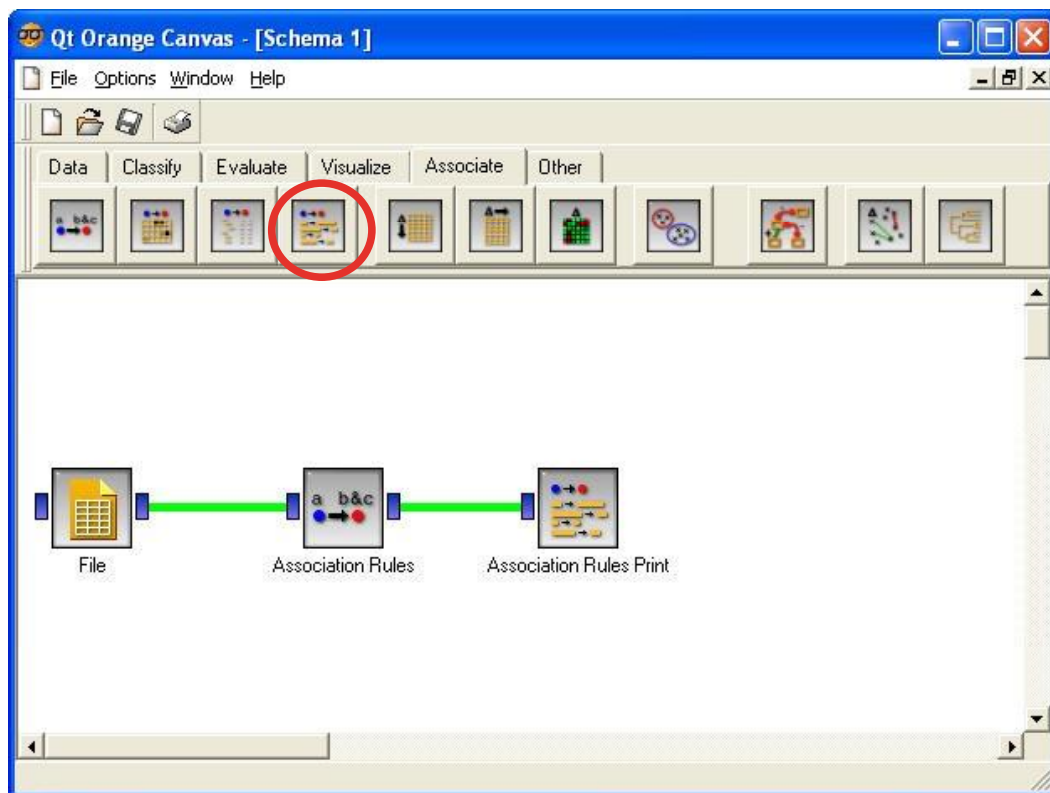 Qt Orange Canvas - [Schema 1]
File Options Window Help
Data Classify Evaluate Visualize Associate Other
a b&c
a b&c
File Association Rules Association Rules Print